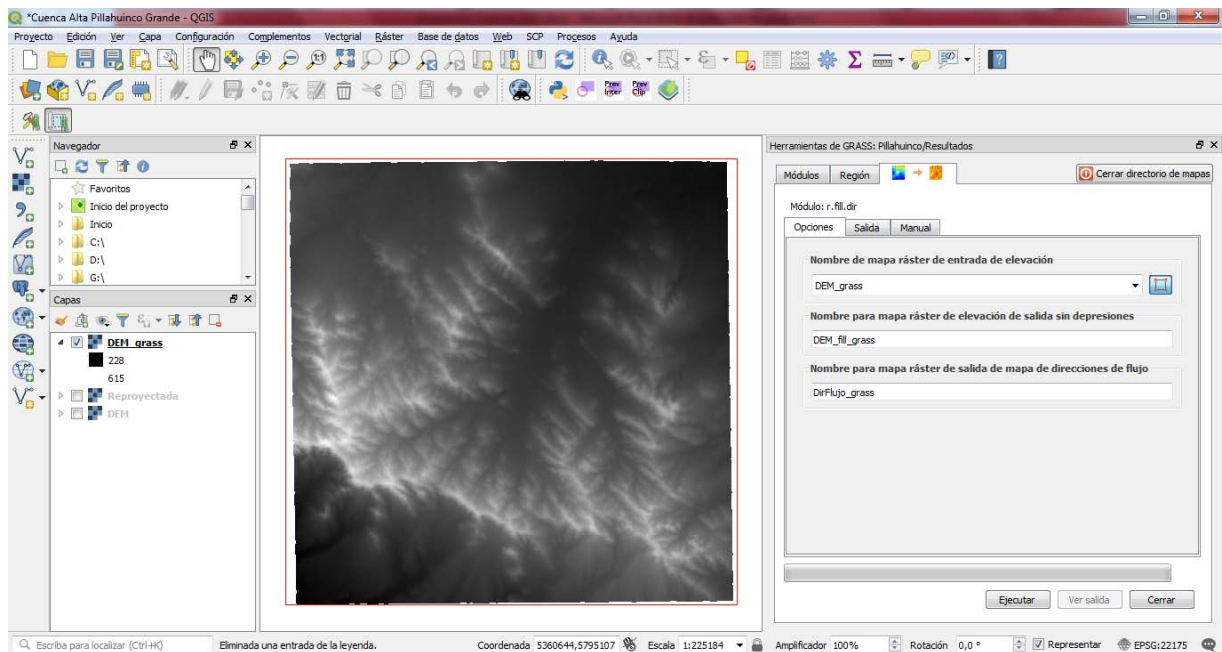 *Cuenca Alta Pillahuinco Grande - QGIS
Proyecto Edición Ver Capa Configuración Complementos Vectorial Ráster Base de datos Web SCP Procesos Ayuda
Navegador
Favoritos
Inicio del proyecto
Inicio
C:\
D:\
G:\
Capas
DEM_grass
228
615
Reproyectada
DEM
Herramientas de GRASS: Pillahuinco/Resultados
Módulos Región Cerrar directorio de mapas
Módulo: r.fill.dir
Opciones Salida Manual
Nombre de mapa ráster de entrada de elevación
DEM_grass
Nombre para mapa ráster de elevación de salida sin depresiones
DEM_fill_grass
Nombre para mapa ráster de salida de mapa de direcciones de flujo
DirFlujo_grass
Ejecutar Ver salida Cerrar
Escriba para localizar (Ctrl+K) Eliminada una entrada de la leyenda. Coordenada 5360644,5795107 Escala 1:225184 Amplificador 100% Rotación 0,0 ° Representar EPSG:22175